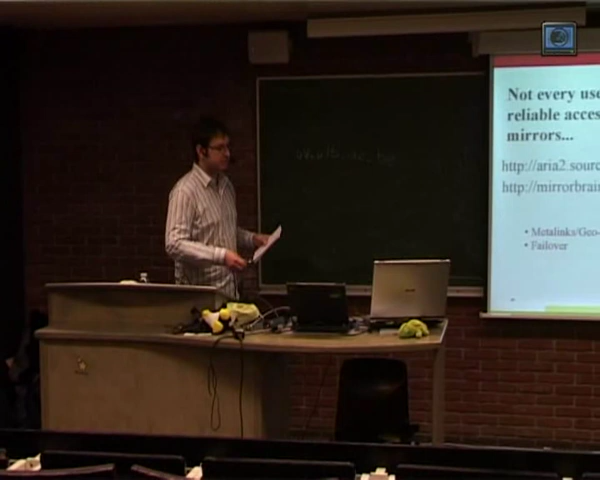 Not every use
reliable acces
mirrors...
http://aria2.sourc
http://mirrorbrai
• Metalinks/Geo-
• Failover